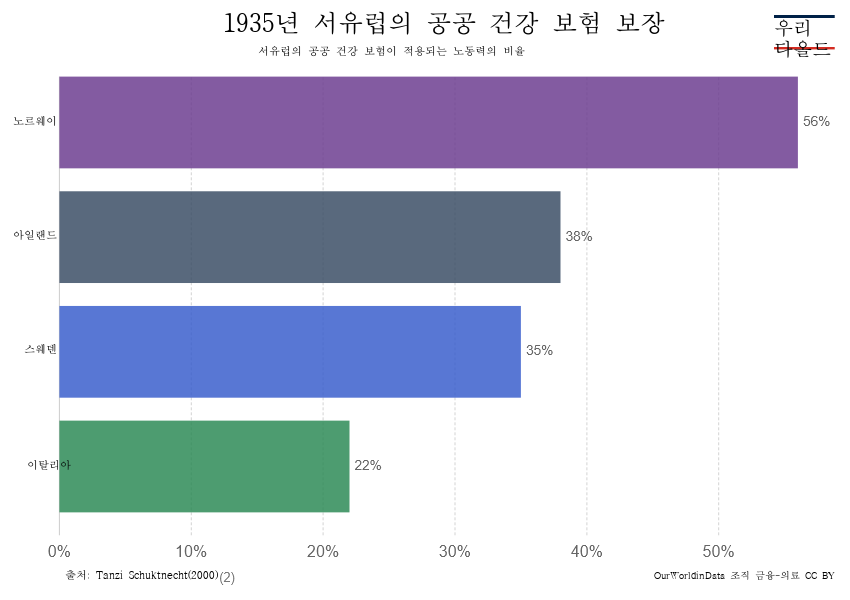 1935년 서유럽의 공공 건강 보험 보장
서유럽의 공공 건강 보험이 적용되는 노동력의 비율
우리
다음드
노르웨이
56%
아일랜드
38%
스웨덴
35%
이탈리아
22%
0% 10% 20% 30% 40% 50%
출처: Tanzi Schuktnecht(2000)(2)
OurWorldinData 조직 금융-의료 CC BY